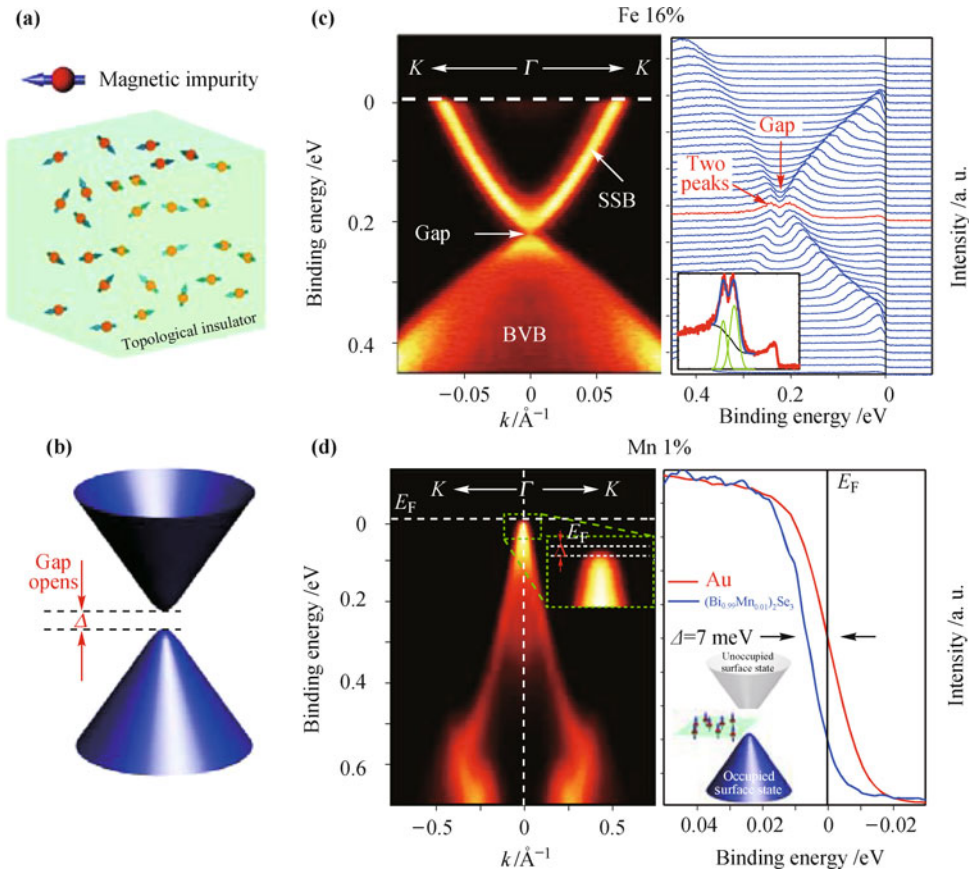 (a)
Magnetic impurity
Topological insulator
(b)
Gap
opens
Δ
(c)
Fe 16%
K Γ K
0
0.2
0.4
Binding energy /eV
Gap
SSB
BVB
−0.05 0 0.05
k/Å⁻¹
Gap
Two
peaks
0.4 0.2 0
Binding energy /eV
Intensity /a. u.
(d)
Mn 1%
K Γ K
E_F
0
0.2
0.4
0.6
Binding energy /eV
E_F
Δ
−0.5 0 0.5
k/Å⁻¹
E_F
Au
(Bi₀.₉₉Mn₀.₀₁)₂Se₃
Δ=7 meV
Unoccupied
surface state
Occupied
surface state
0.05 0.02 0 −0.02
Binding energy /eV
Intensity /a. u.